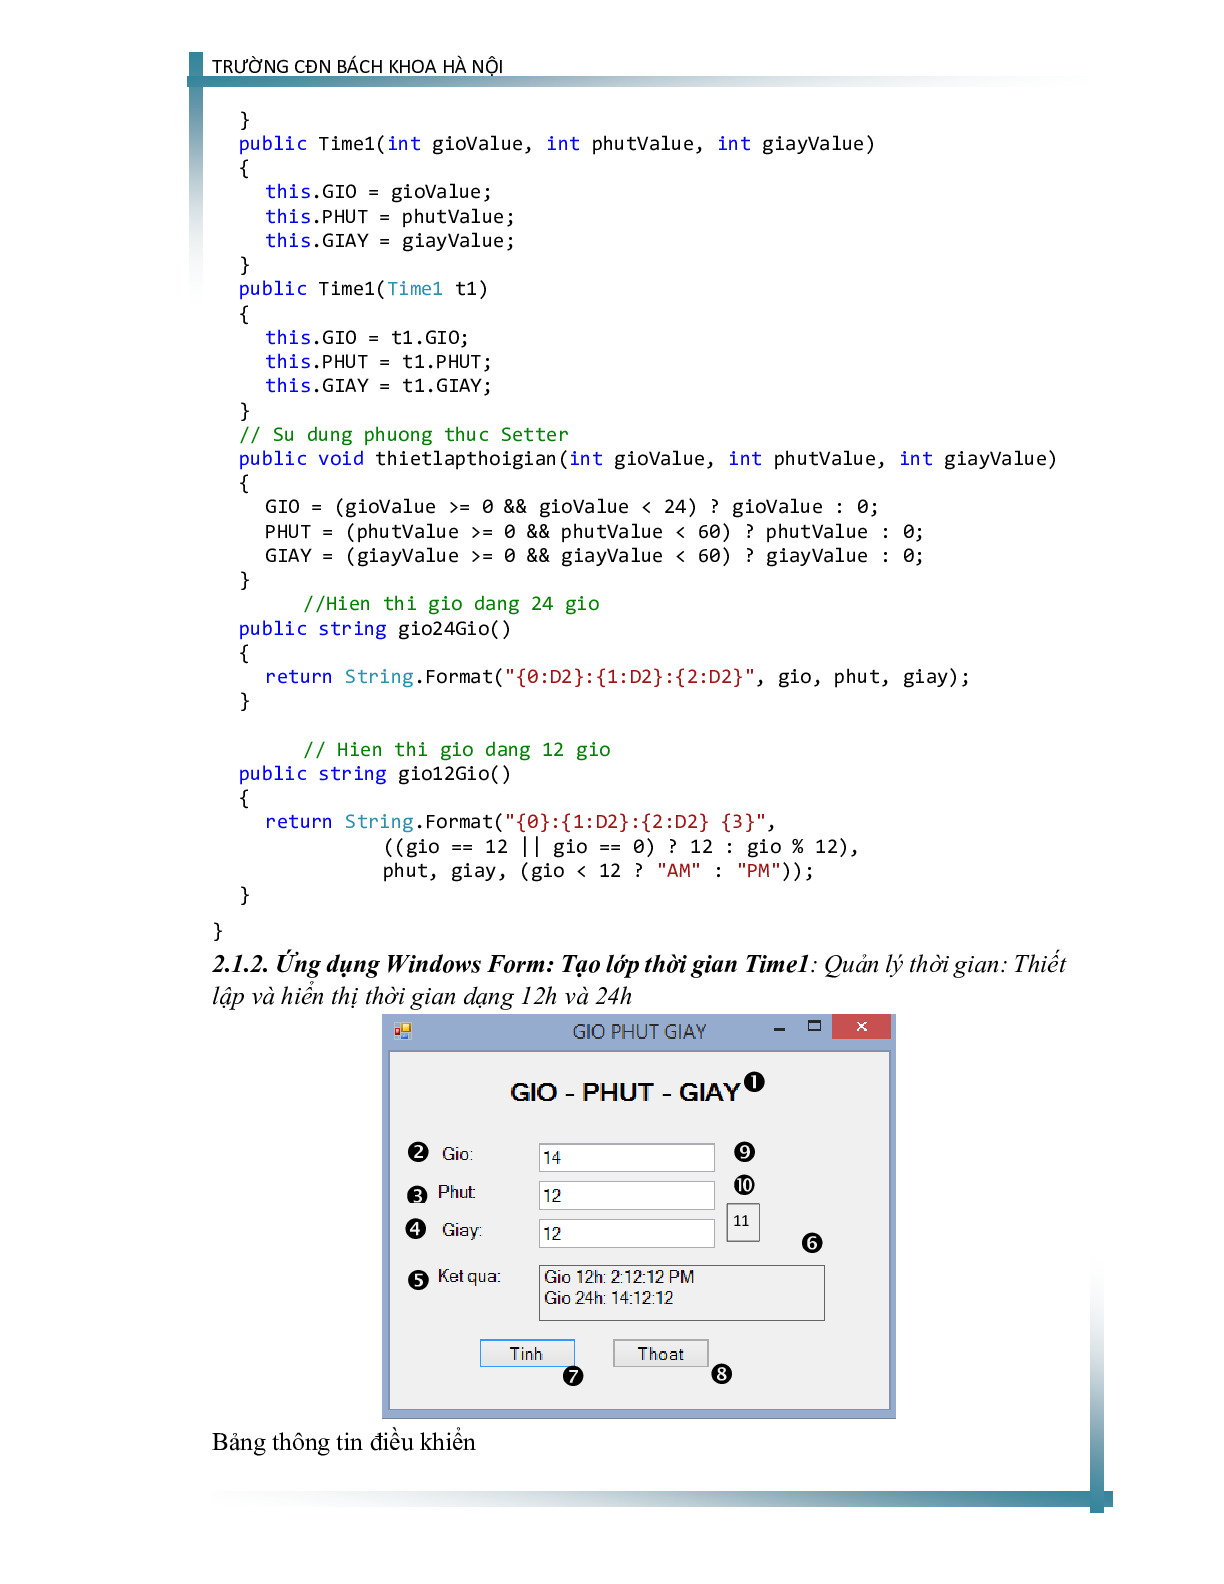 TRƯỜNG CĐN BÁCH KHOA HÀ NỘI
}
public Time1(int gioValue, int phutValue, int giayValue)
{
this.GIO = gioValue;
this.PHUT = phutValue;
this.GIAY = giayValue;
}
public Time1(Time1 t1)
{
this.GIO = t1.GIO;
this.PHUT = t1.PHUT;
this.GIAY = t1.GIAY;
}
// Su dung phuong thuc Setter
public void thietlapthoigian(int gioValue, int phutValue, int giayValue)
{
GIO = (gioValue >= 0 && gioValue < 24) ? gioValue : 0;
PHUT = (phutValue >= 0 && phutValue < 60) ? phutValue : 0;
GIAY = (giayValue >= 0 && giayValue < 60) ? giayValue : 0;
}
//Hien thi gio dang 24 gio
public string gio24Gio()
{
return String.Format("{0:D2}:{1:D2}:{2:D2}", gio, phut, giay);
}
// Hien thi gio dang 12 gio
public string gio12Gio()
{
return String.Format("{0}:{1:D2}:{2:D2} {3}",
((gio == 12 || gio == 0) ? 12 : gio % 12),
phut, giay, (gio < 12 ? "AM" : "PM"));
}
}
2.1.2. Ứng dụng Windows Form: Tạo lớp thời gian Time1: Quản lý thời gian: Thiết
lập và hiển thị thời gian dạng 12h và 24h
GIO PHUT GIAY
GIO - PHUT - GIAY ❶
❷ Gio: 14 ❾
❸ Phut: 12 ❿
❹ Giay: 12 11
❻
❺ Ket qua: Gio 12h: 2:12:12 PM
Gio 24h: 14:12:12
Tinh ❼ Thoat ❽
Bảng thông tin điều khiển